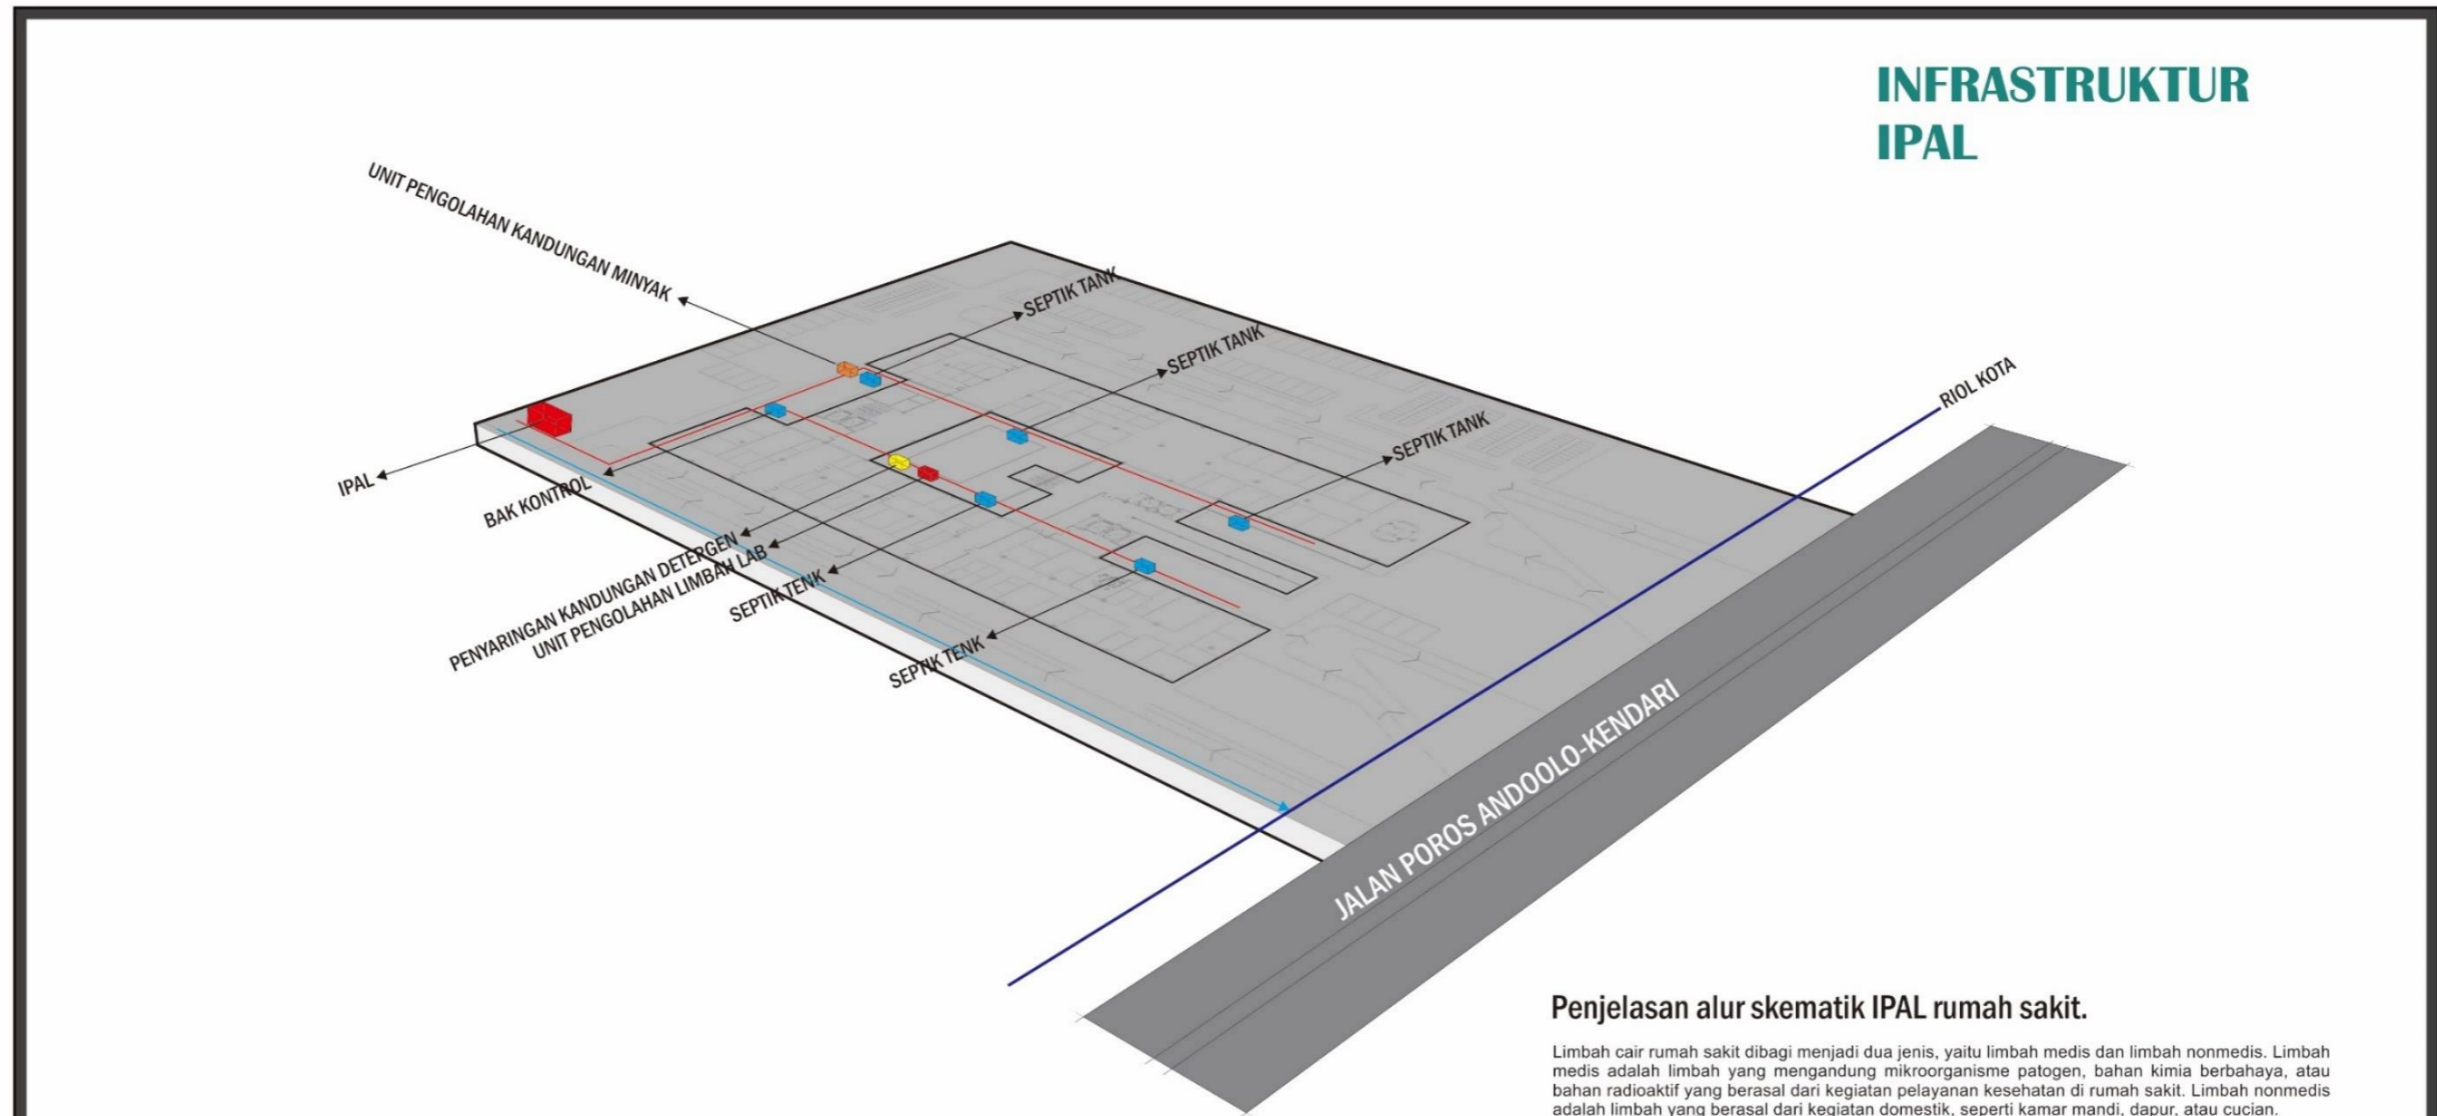 INFRASTRUKTUR
IPAL
UNIT PENGOLAHAN KANDUNGAN MINYAK
SEPTIK TANK
SEPTIK TANK
SEPTIK TANK
RIOL KOTA
IPAL
BAK KONTROL
PENYARINGAN KANDUNGAN DETERGEN
UNIT PENGOLAHAN LIMBAH LAB
SEPTIK TENK
SEPTIK TENK
JALAN POROS ANDOOLO-KENDARI
Penjelasan alur skematik IPAL rumah sakit.
Limbah cair rumah sakit dibagi menjadi dua jenis, yaitu limbah medis dan limbah nonmedis. Limbah
medis adalah limbah yang mengandung mikroorganisme patogen, bahan kimia berbahaya, atau
bahan radioaktif yang berasal dari kegiatan pelayanan kesehatan di rumah sakit. Limbah nonmedis
adalah limbah yang berasal dari kegiatan domestik, seperti kamar mandi, dapur, atau cucian.